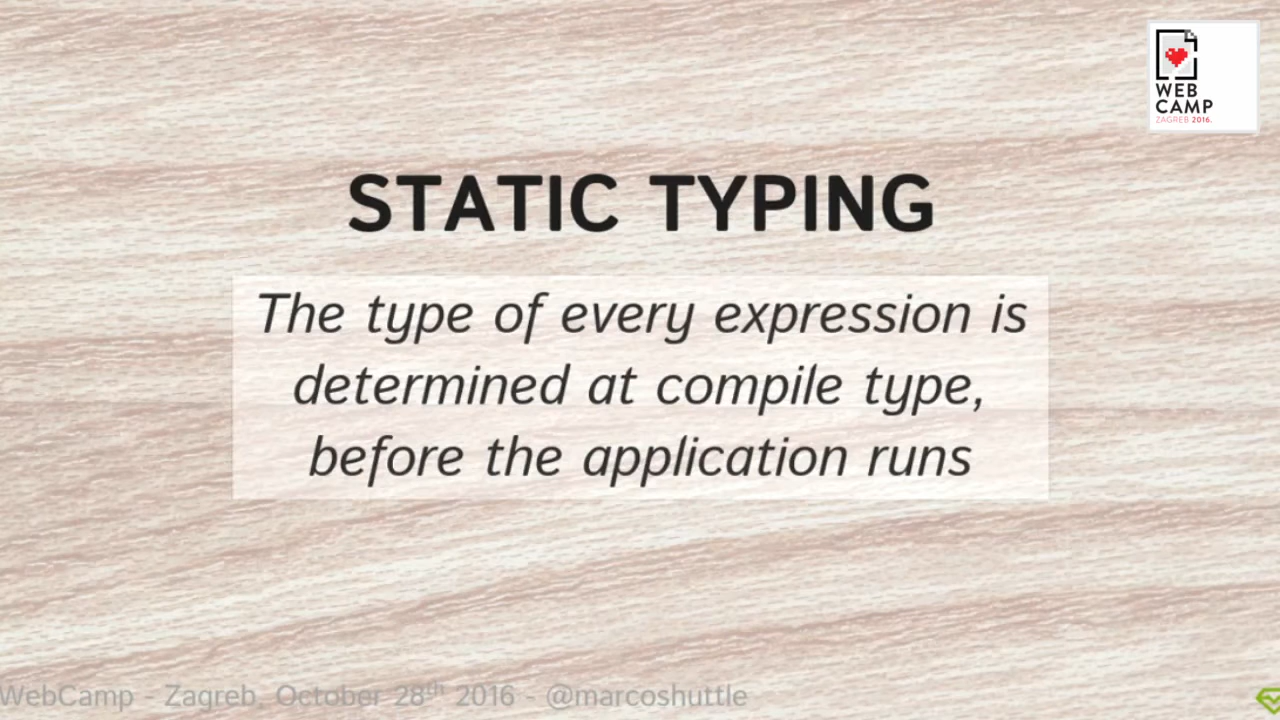 WEB
CAMP
ZAGREB 2016.
STATIC TYPING
The type of every expression is
determined at compile type,
before the application runs
WebCamp - Zagreb, October 28th 2016 - @marcoshuttle